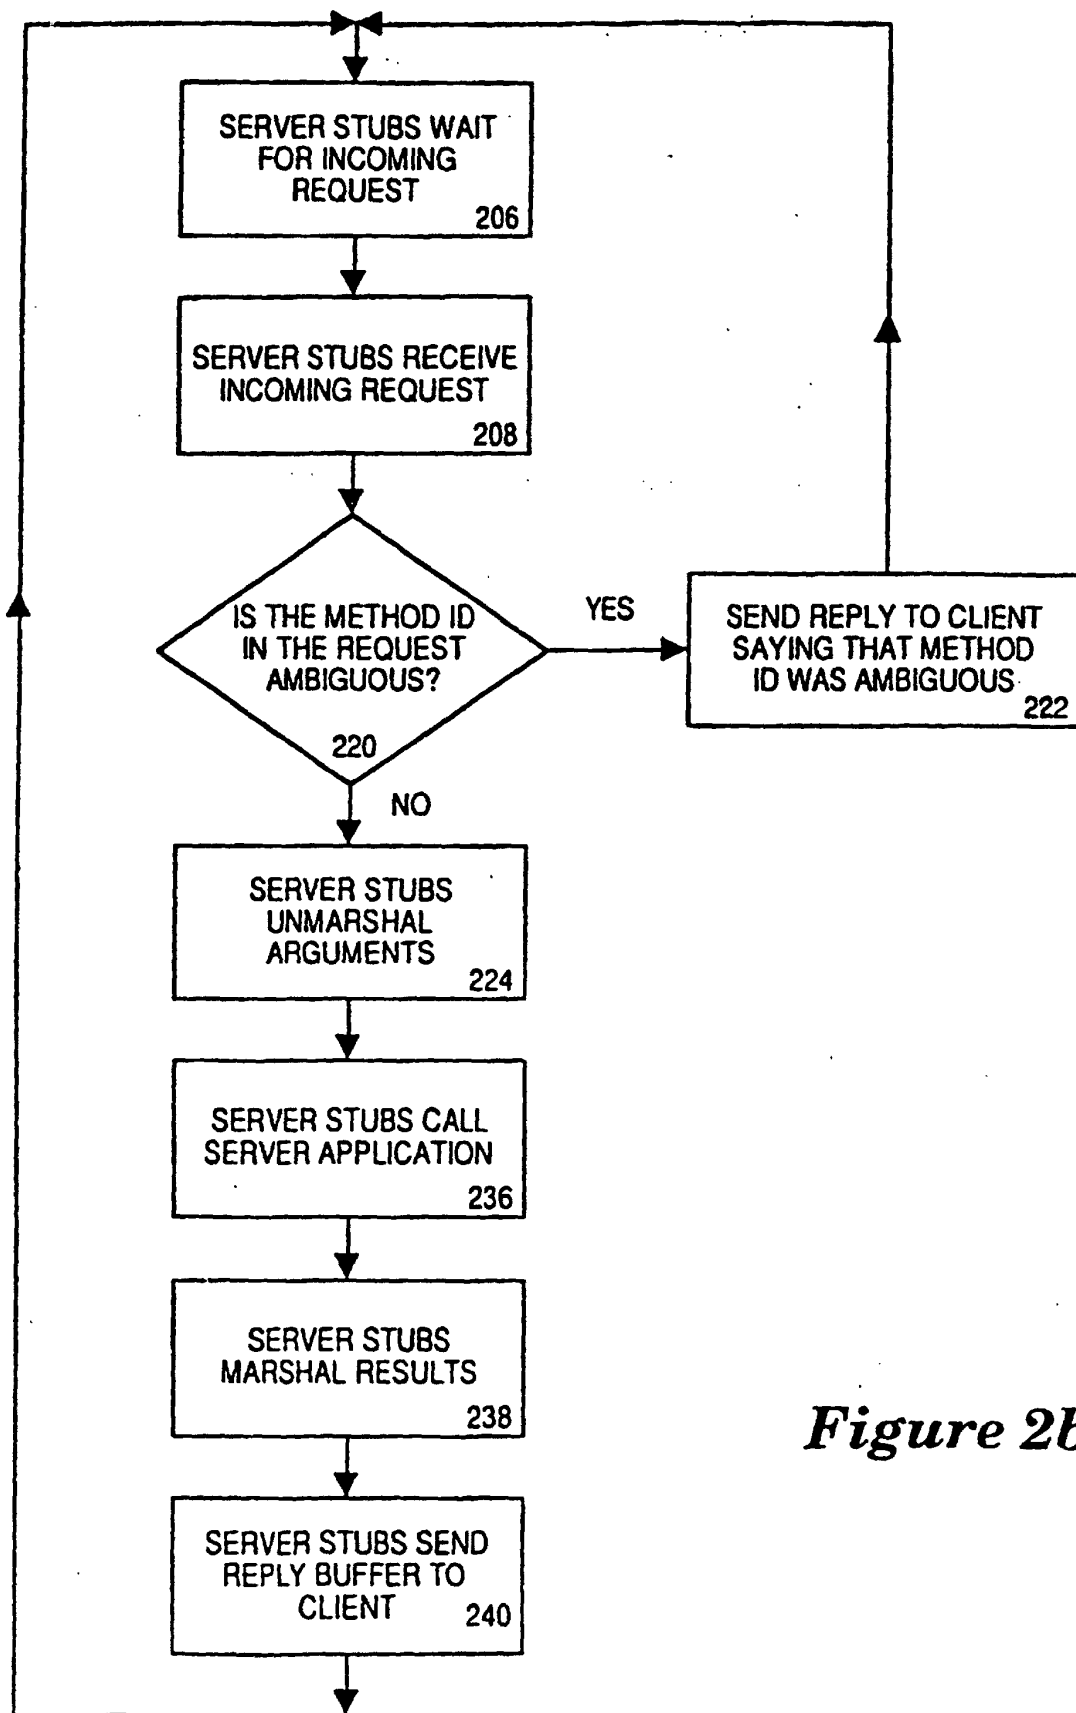 SERVER STUBS WAIT
FOR INCOMING
REQUEST
206
SERVER STUBS RECEIVE
INCOMING REQUEST
208
IS THE METHOD ID
IN THE REQUEST
AMBIGUOUS?
220
YES
SEND REPLY TO CLIENT
SAYING THAT METHOD
ID WAS AMBIGUOUS
222
NO
SERVER STUBS
UNMARSHAL
ARGUMENTS
224
SERVER STUBS CALL
SERVER APPLICATION
236
SERVER STUBS
MARSHAL RESULTS
238
SERVER STUBS SEND
REPLY BUFFER TO
CLIENT
240
Figure 2b